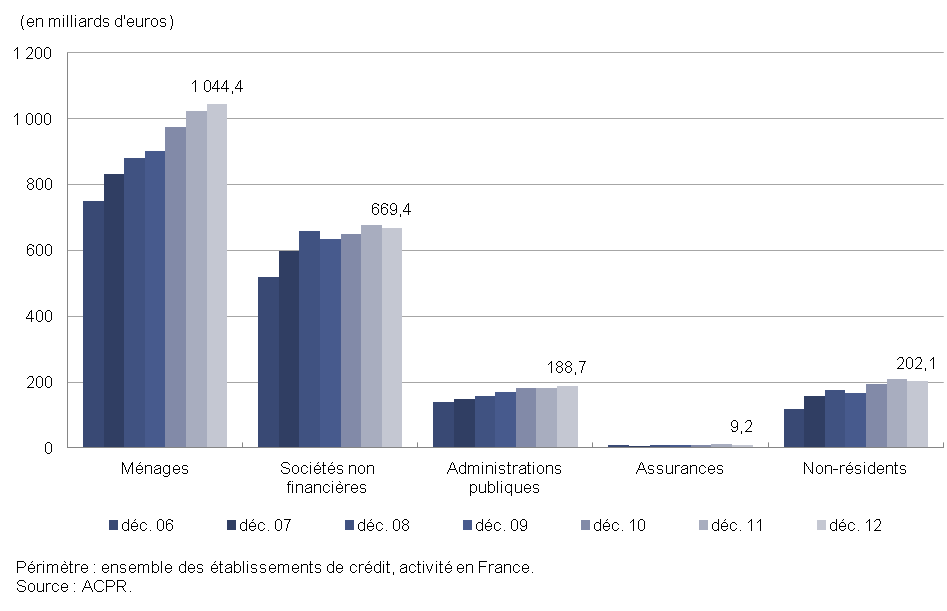 (en milliards d'euros)
1 200
1 000
800
600
400
200
0
1 044,4
669,4
188,7
9,2
202,1
Ménages
Sociétés non
financières
Administrations
publiques
Assurances
Non-résidents
déc. 06
déc. 07
déc. 08
déc. 09
déc. 10
déc. 11
déc. 12
Périmètre : ensemble des établissements de crédit, activité en France.
Source : ACPR.